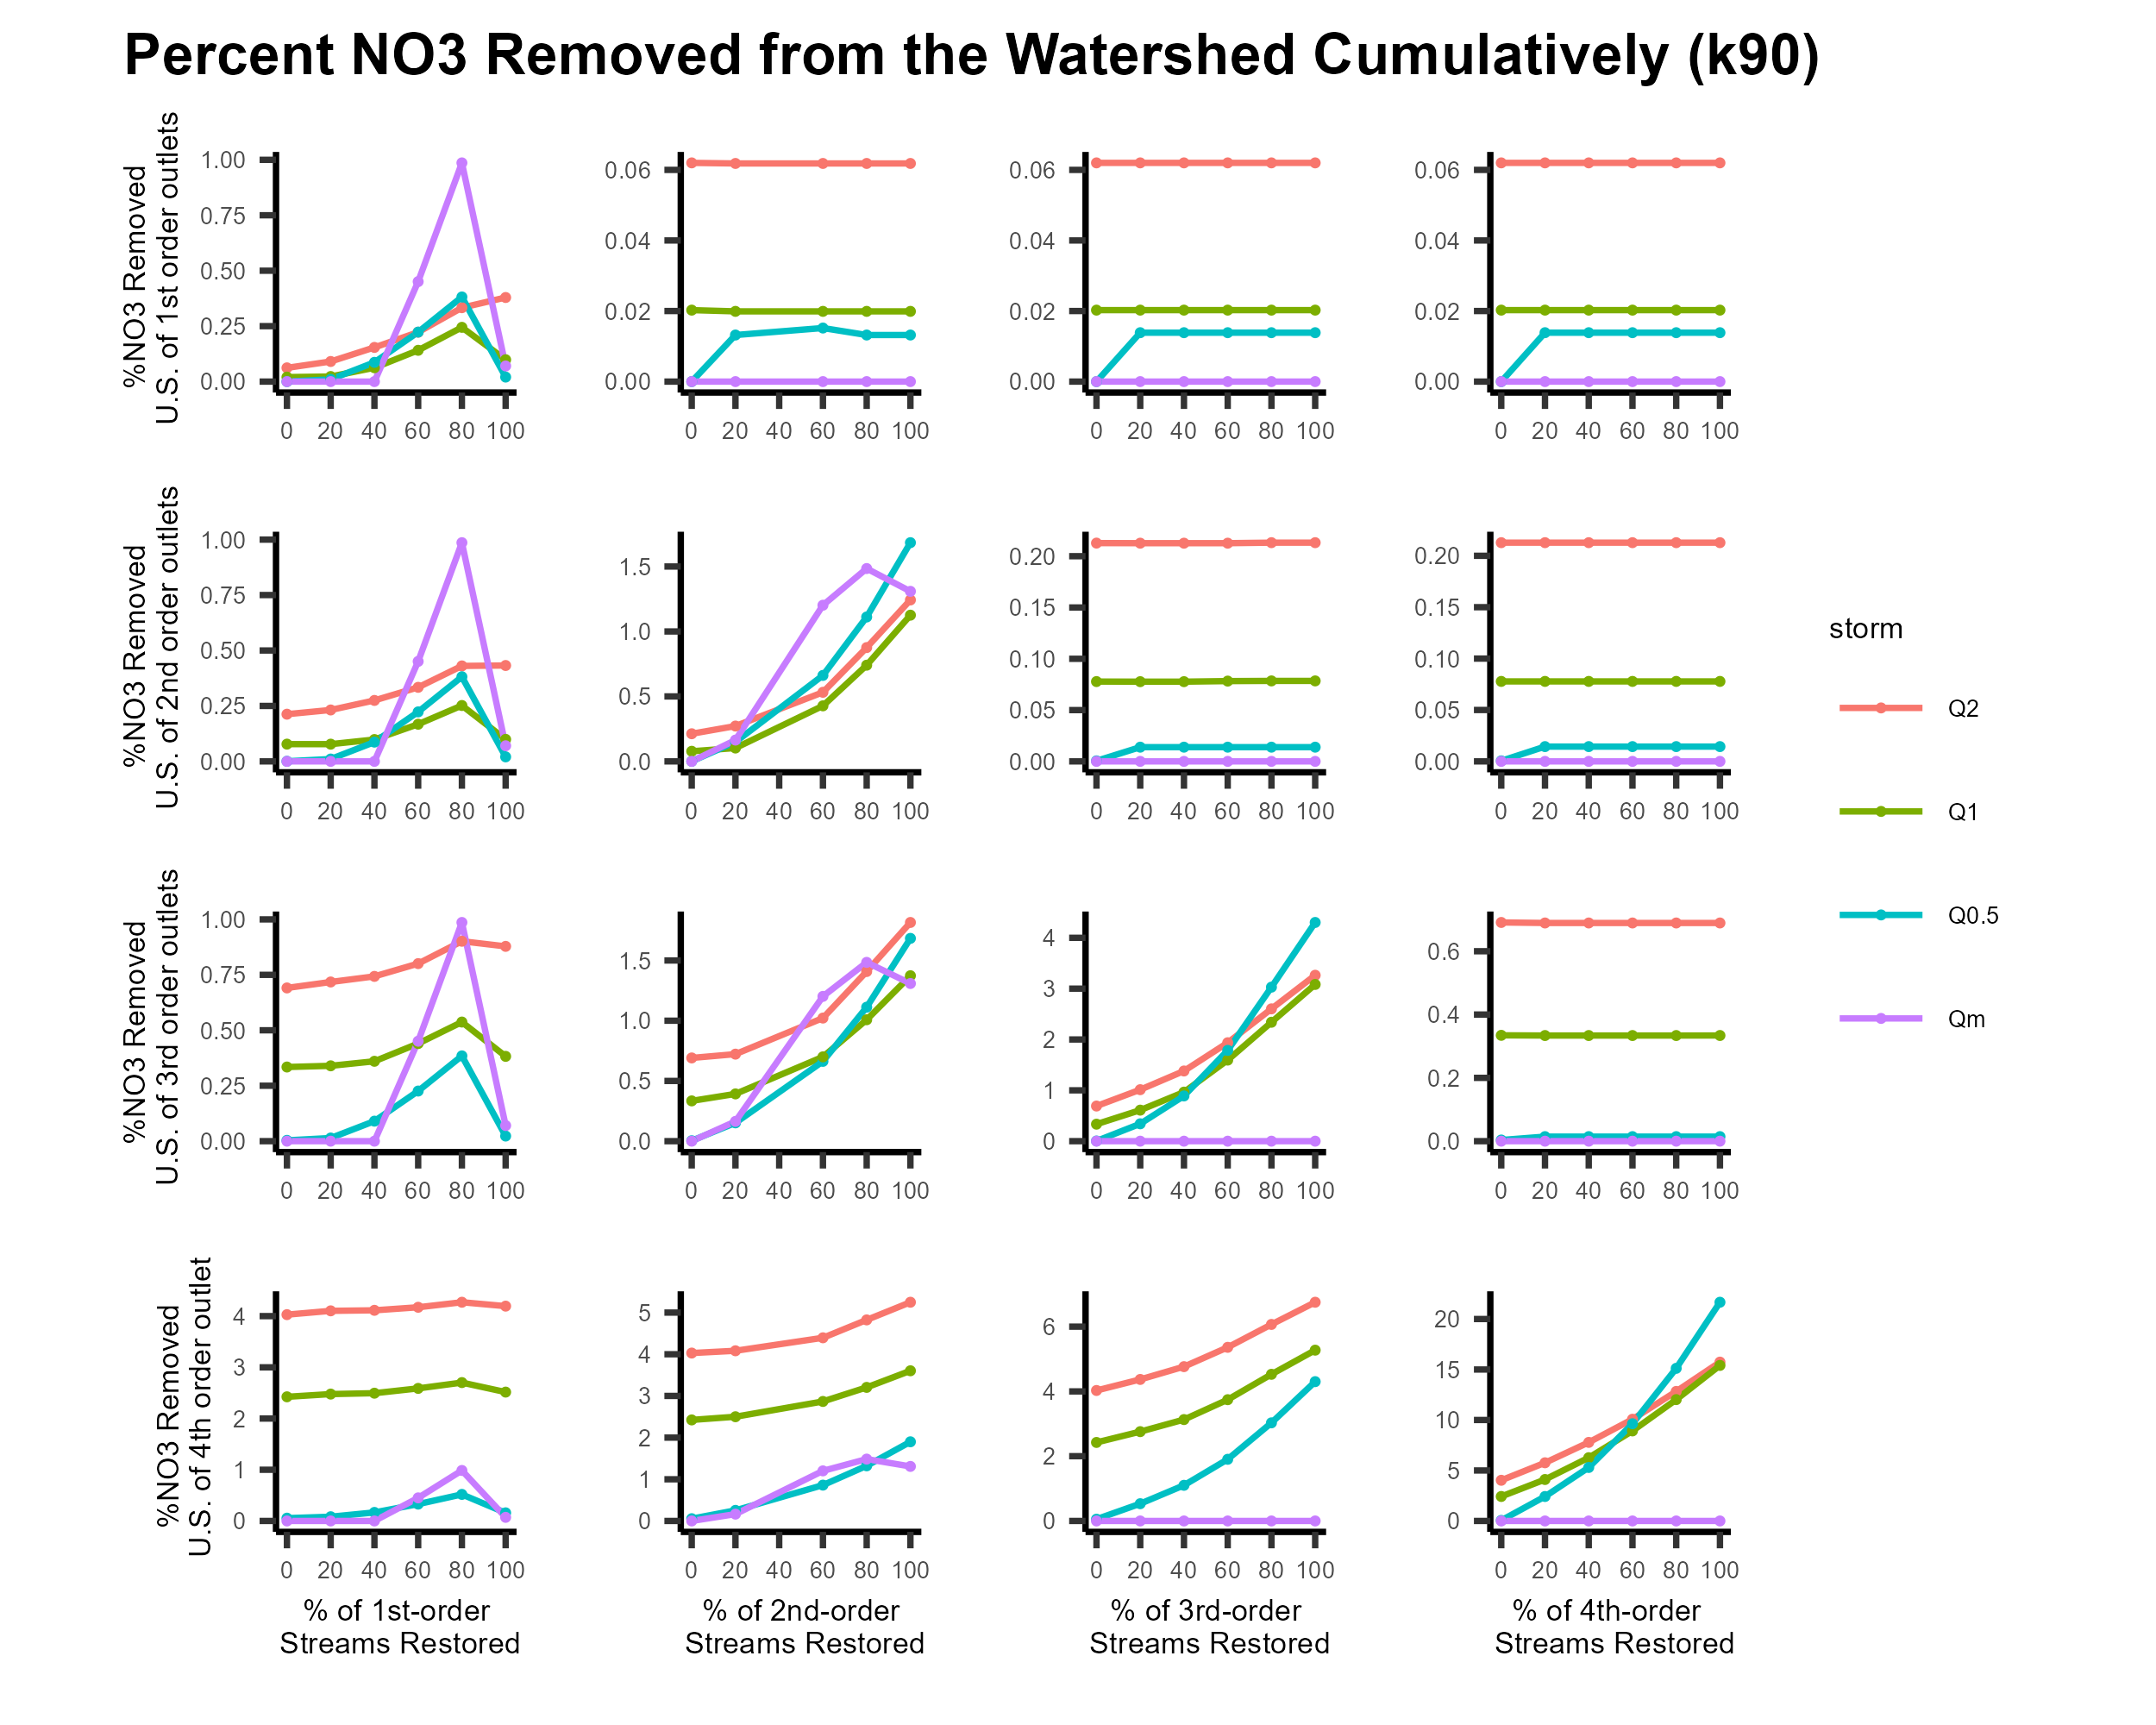 Percent NO3 Removed from the Watershed Cumulatively (k90)
%NO3 Removed
U.S. of 1st order outlets
1.00
0.75
0.50
0.25
0.00
0 20 40 60 80 100
0.06
0.04
0.02
0.00
0 20 40 60 80 100
0.06
0.04
0.02
0.00
0 20 40 60 80 100
0.06
0.04
0.02
0.00
0 20 40 60 80 100
%NO3 Removed
U.S. of 2nd order outlets
1.00
0.75
0.50
0.25
0.00
0 20 40 60 80 100
1.5
1.0
0.5
0.0
0 20 40 60 80 100
0.20
0.15
0.10
0.05
0.00
0 20 40 60 80 100
0.20
0.15
0.10
0.05
0.00
0 20 40 60 80 100
%NO3 Removed
U.S. of 3rd order outlets
1.00
0.75
0.50
0.25
0.00
0 20 40 60 80 100
1.5
1.0
0.5
0.0
0 20 40 60 80 100
4
3
2
1
0
0 20 40 60 80 100
0.6
0.4
0.2
0.0
0 20 40 60 80 100
%NO3 Removed
U.S. of 4th order outlet
4
3
2
1
0
0 20 40 60 80 100
% of 1st-order
Streams Restored
5
4
3
2
1
0
0 20 40 60 80 100
% of 2nd-order
Streams Restored
6
4
2
0
0 20 40 60 80 100
% of 3rd-order
Streams Restored
20
15
10
5
0
0 20 40 60 80 100
% of 4th-order
Streams Restored
storm
Q2
Q1
Q0.5
Qm